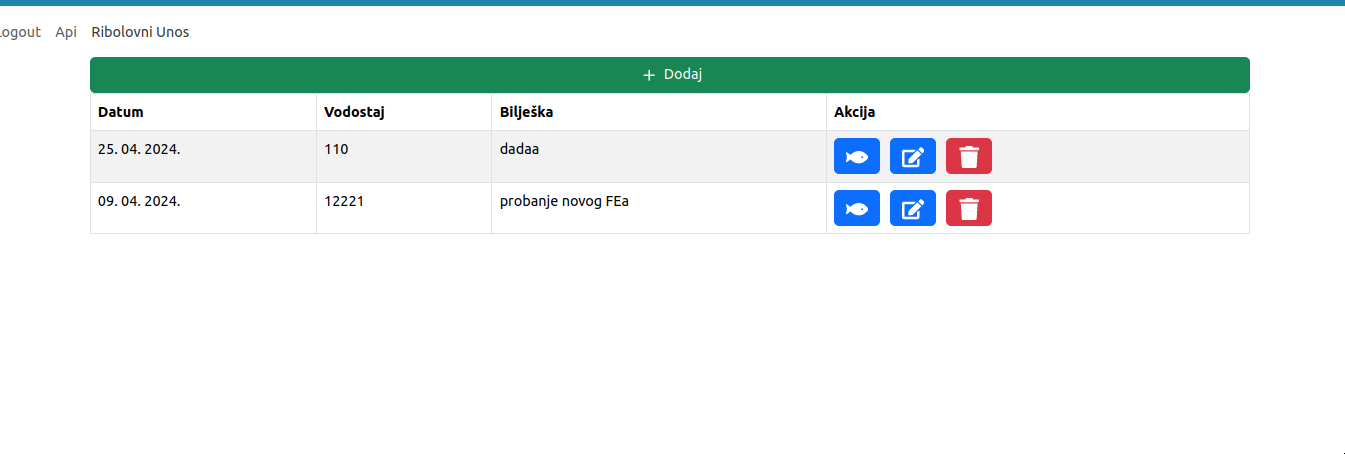 Logout Api Ribolovni Unos
+ Dodaj
Datum Vodostaj Bilješka Akcija
25. 04. 2024. 110 dadaa
09. 04. 2024. 12221 probanje novog FEa